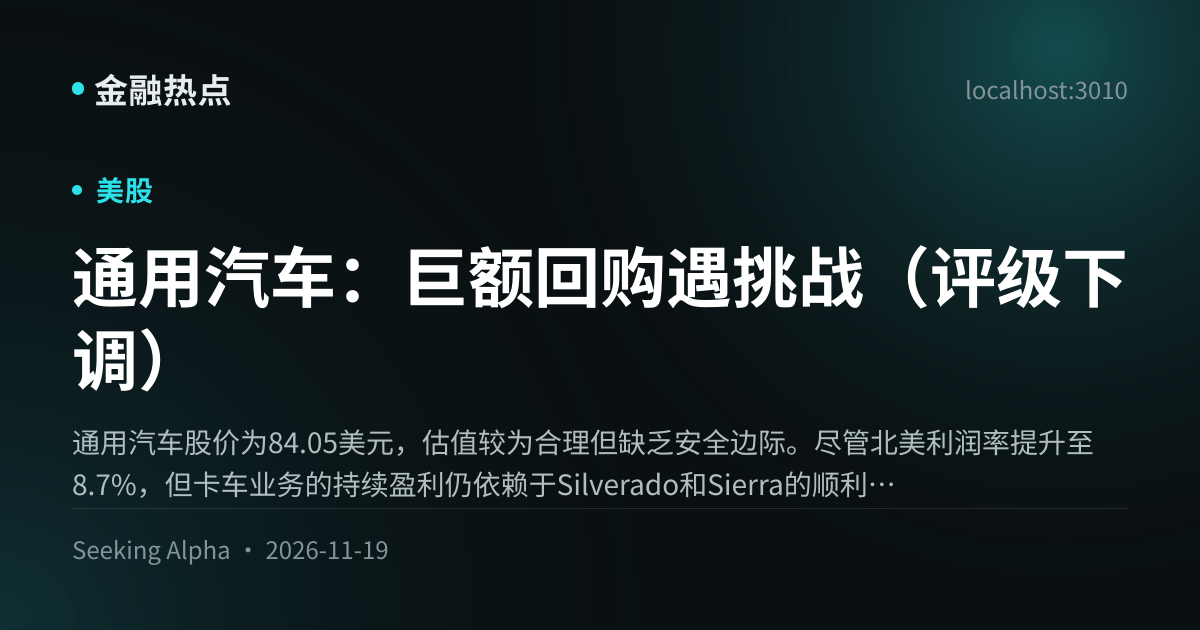 金融热点
localhost:3010
美股
通用汽车：巨额回购遇挑战（评级下
调）
通用汽车股价为84.05美元，估值较为合理但缺乏安全边际。尽管北美利润率提升至
8.7%，但卡车业务的持续盈利仍依赖于Silverado和Sierra的顺利…
Seeking Alpha · 2026-11-19